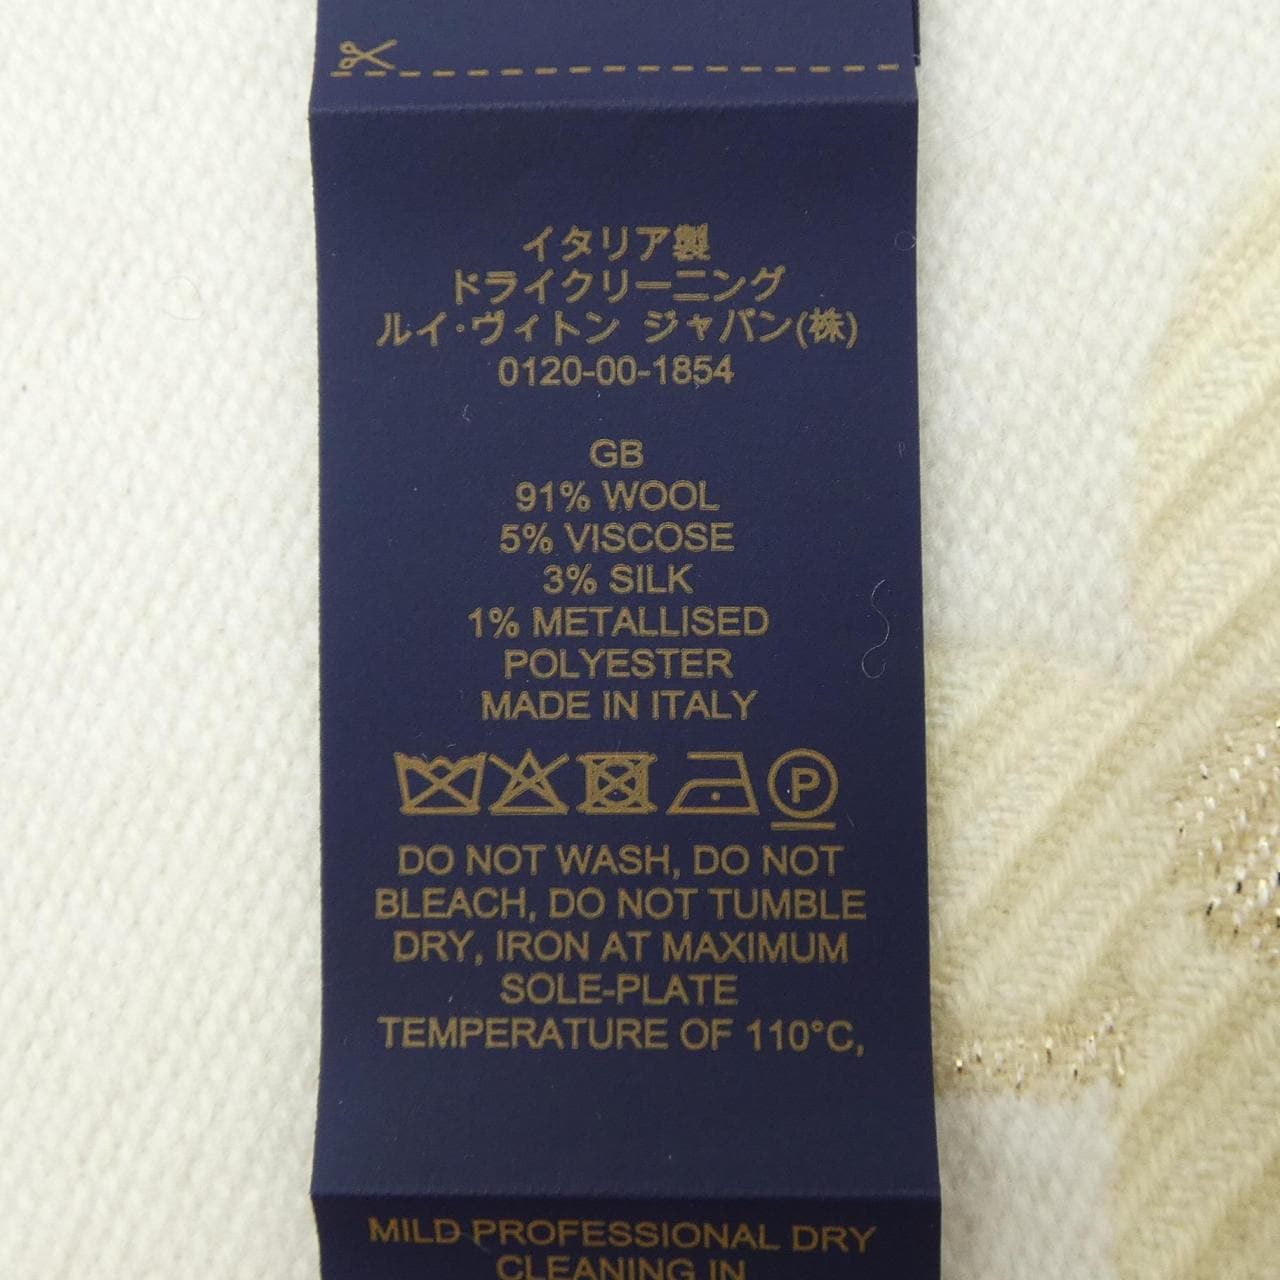 イタリア製
ドライクリーニング
ルイ·ヴィトン ジャパン(株)
0120-00-1854
GB
91% WOOL
5% VISCOSE
3% SILK
1% METALLISED
POLYESTER
MADE IN ITALY
P
DO NOT WASH, DO NOT
BLEACH, DO NOT TUMBLE
DRY, IRON AT MAXIMUM
SOLE-PLATE
TEMPERATURE OF 110°C,
MILD PROFESSIONAL DRY
CLEANING IN